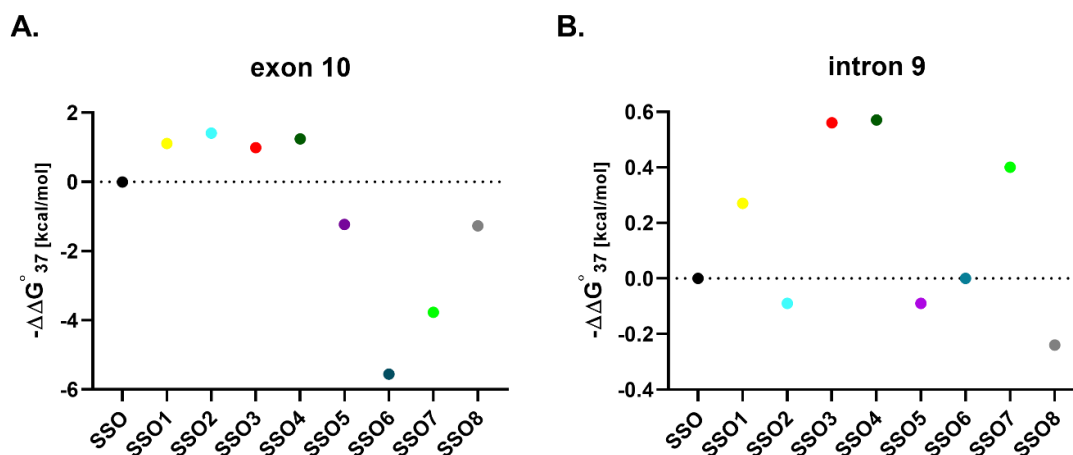 A.
exon 10
-ΔΔG°37 [kcal/mol]
2
0
-2
-4
-6
SSO
SSO1
SSO2
SSO3
SSO4
SSO5
SSO6
SSO7
SSO8
B.
intron 9
-ΔΔG°37 [kcal/mol]
0.6
0.4
0.2
0.0
-0.2
-0.4
SSO
SSO1
SSO2
SSO3
SSO4
SSO5
SSO6
SSO7
SSO8